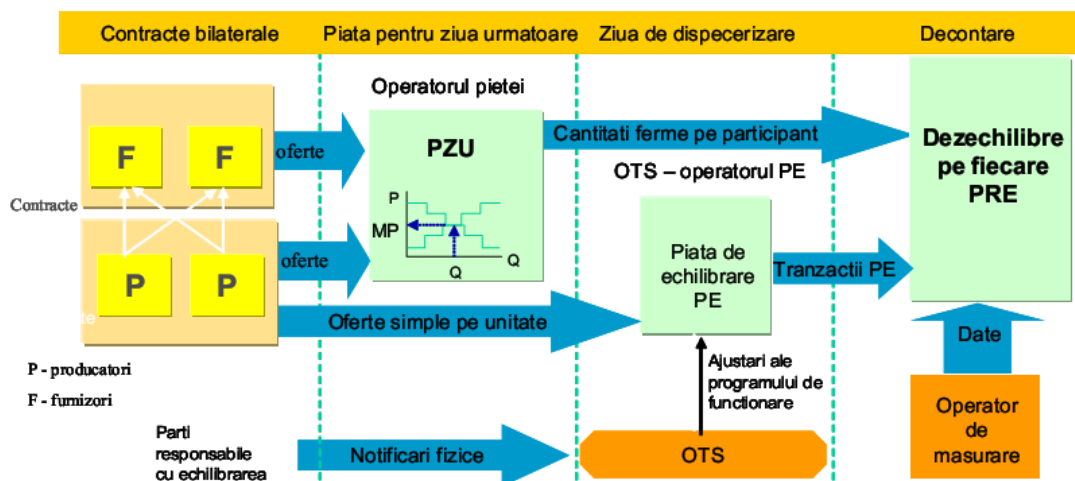 Contracte bilaterale
Piata pentru ziua urmatoare
Ziua de dispecerizare
Decontare
Operatorul pietei
F
F
oferte
PZU
Cantitati ferme pe participant
Dezechilibre
pe fiecare
PRE
OTS – operatorul PE
Contracte
P
MP
Q
Q
P
P
oferte
Piata de
echilibrare
PE
Tranzactii PE
te
Oferte simple pe unitate
Date
P - producatori
F - furnizori
Ajustari ale
programului de
functionare
Operator
de
masurare
Parti
responsabile
cu echilibrarea
Notificari fizice
OTS